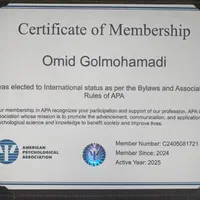 Certificate of Membership
Omid Golmohamadi
was elected to International status as per the Bylaws and Associat
Rules of APA
ur membership in APA recognizes your participation and support of our profession. APA i
ssociation whose mission is to promote the advancement, communication, and application
ychological science and knowledge to benefit society and improve lives.
AMERICAN
PSYCHOLOGICAL
ASSOCIATION
Member Number: C2405081721
Member Since: 2024
Active Year: 2025